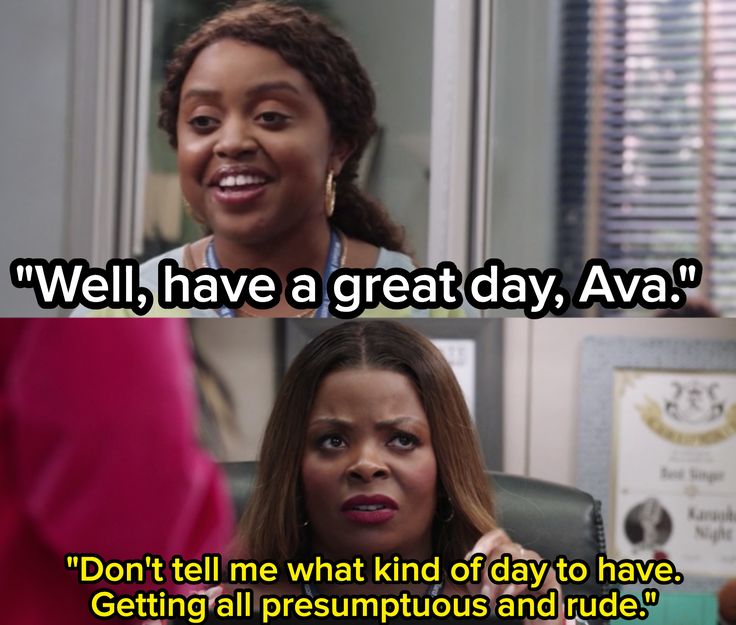 "Well, have a great day, Ava."
Best Singer
Karaoke
Night
"Don't tell me what kind of day to have.
Getting all presumptuous and rude."